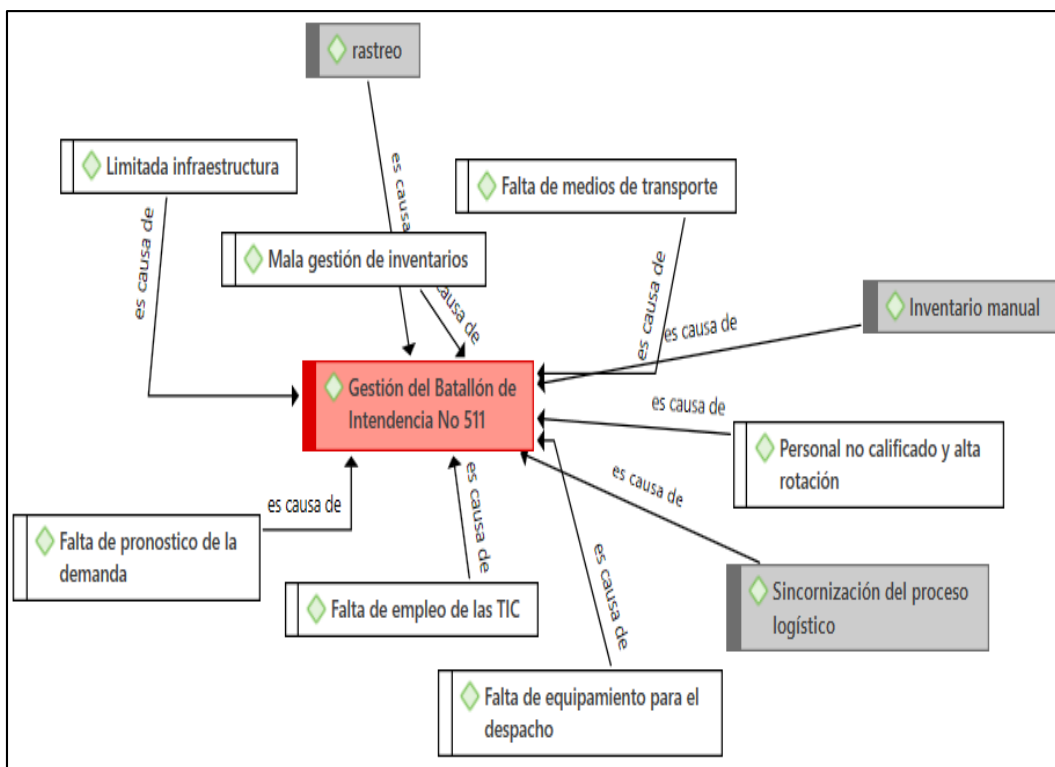 rastreo
Limitada infraestructura
es causa de
es causa
Falta de medios de transporte
es causa de
Mala gestión de inventarios
causa de
Inventario manual
es causa de
Gestión del Batallón de
Intendencia No 511
es causa de
Personal no calificado y alta
rotación
es causa de
Falta de pronostico de la
demanda
es causa de
Falta de empleo de las TIC
es causa de
Sincornización del proceso
logístico
es causa de
Falta de equipamiento para el
despacho